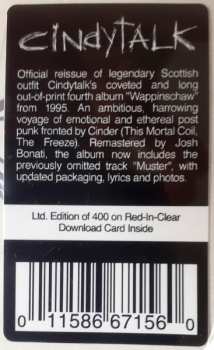 cindytalk
Official reissue of legendary Scottish
outfit Cindytalk's coveted and long
out-of-print fourth album "Wappinschaw"
from 1995. An ambitious, harrowing
voyage of emotional and ethereal post
punk fronted by Cinder (This Mortal Coil,
The Freeze). Remastered by Josh
Bonati, the album now includes the
previously omitted track "Muster", with
updated packaging, lyrics and photos.
Ltd. Edition of 400 on Red-In-Clear
Download Card Inside
0 11586 67156 0